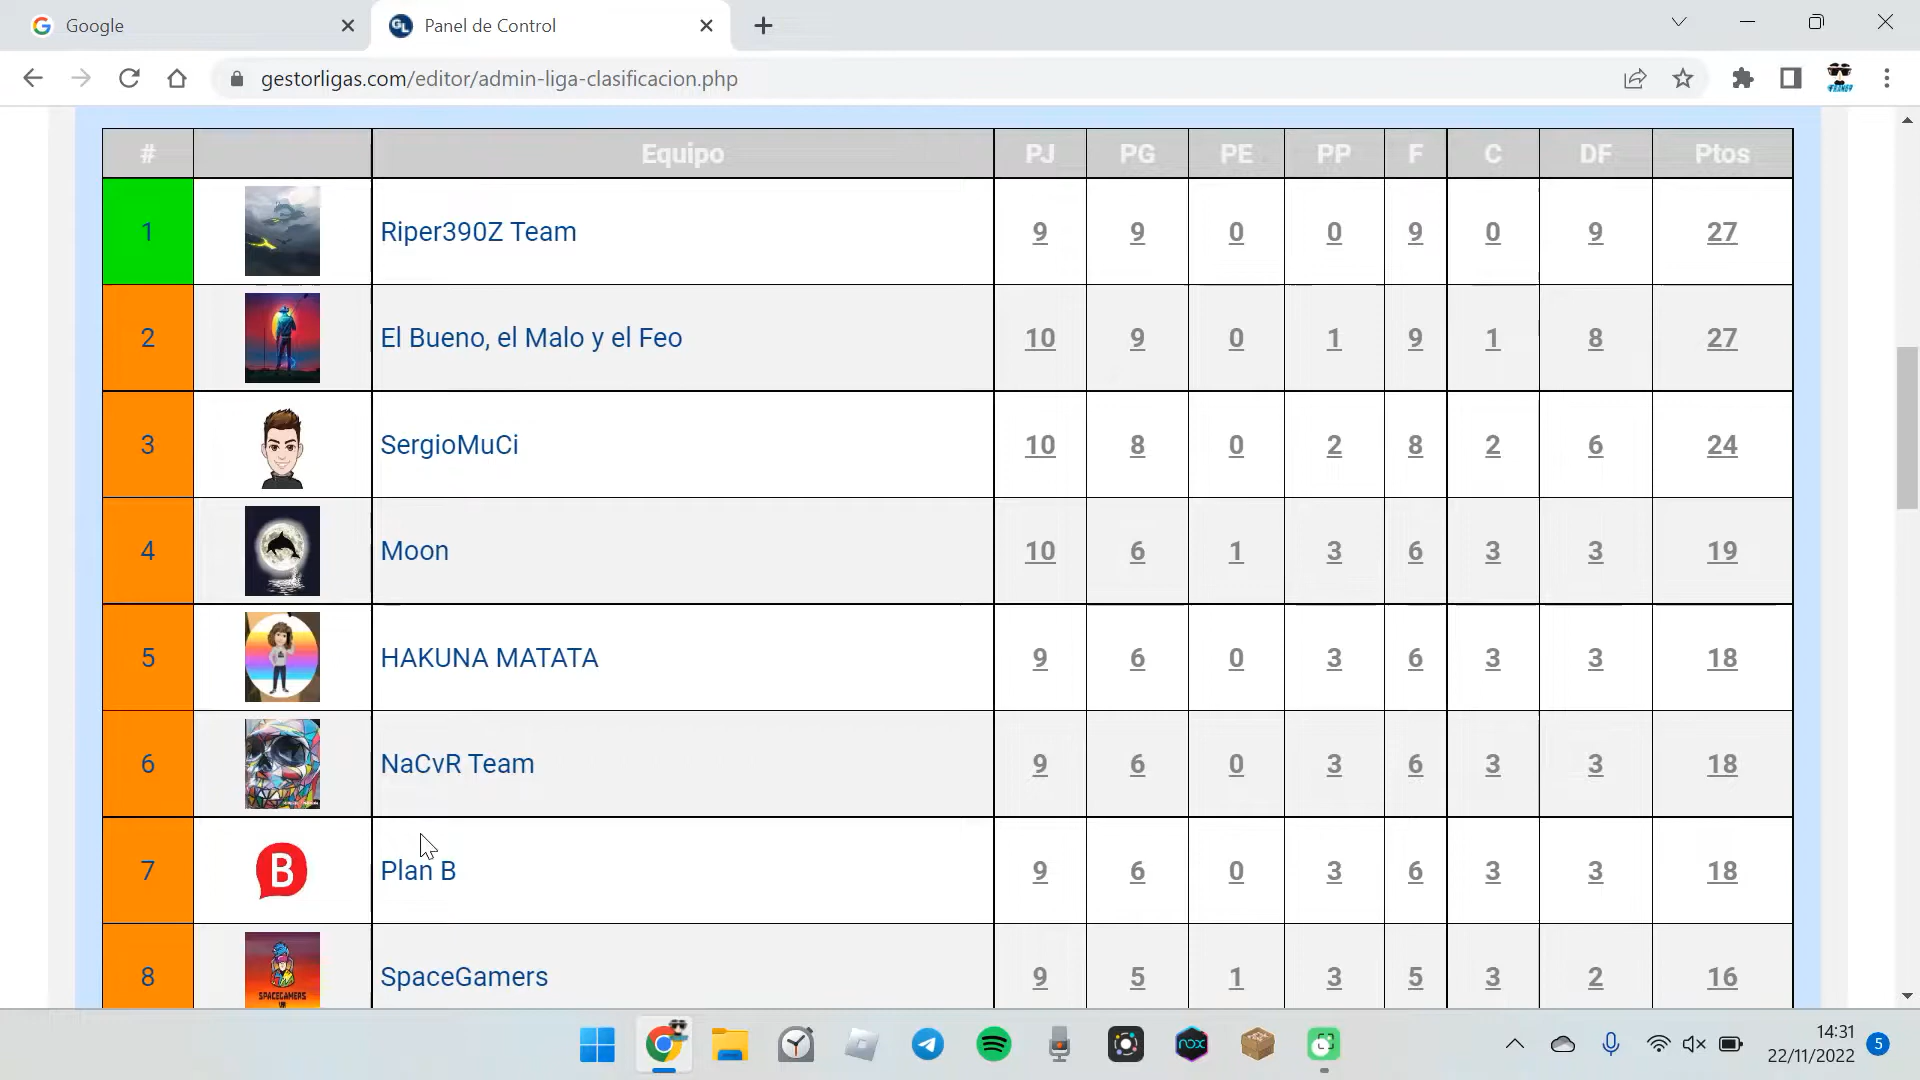 Google
Panel de Control
gestorligas.com/editor/admin-liga-clasificacion.php
# Equipo PJ PG PE PP F C DF Ptos
1 Riper390Z Team 9 9 0 0 9 0 9 27
2 El Bueno, el Malo y el Feo 10 9 0 1 9 1 8 27
3 SergioMuCi 10 8 0 2 8 2 6 24
4 Moon 10 6 1 3 6 3 3 19
5 HAKUNA MATATA 9 6 0 3 6 3 3 18
6 NaCvR Team 9 6 0 3 6 3 3 18
7 B Plan B 9 6 0 3 6 3 3 18
8 SpaceGamers 9 5 1 3 5 3 2 16
SPACEGAMERS
VR
nox
14:31
22/11/2022
5